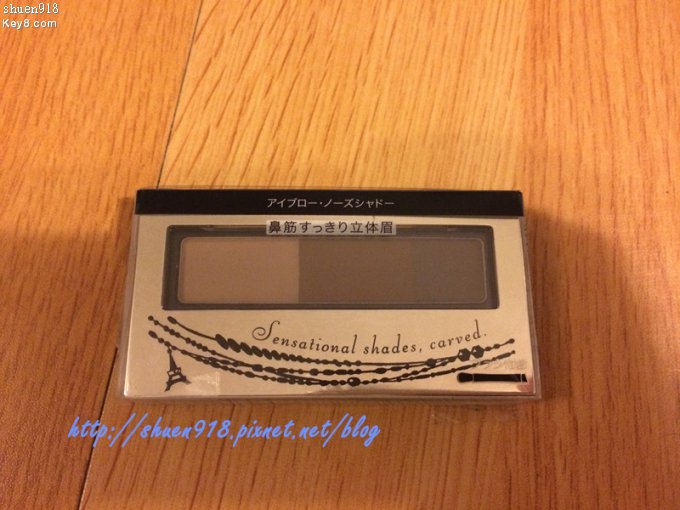 shuen918
Key8.com
アイブロー・ノーズシャドー
鼻筋すっきり立体眉
Sensational shades, carved.
http://shuen918.pixnet.net/blog